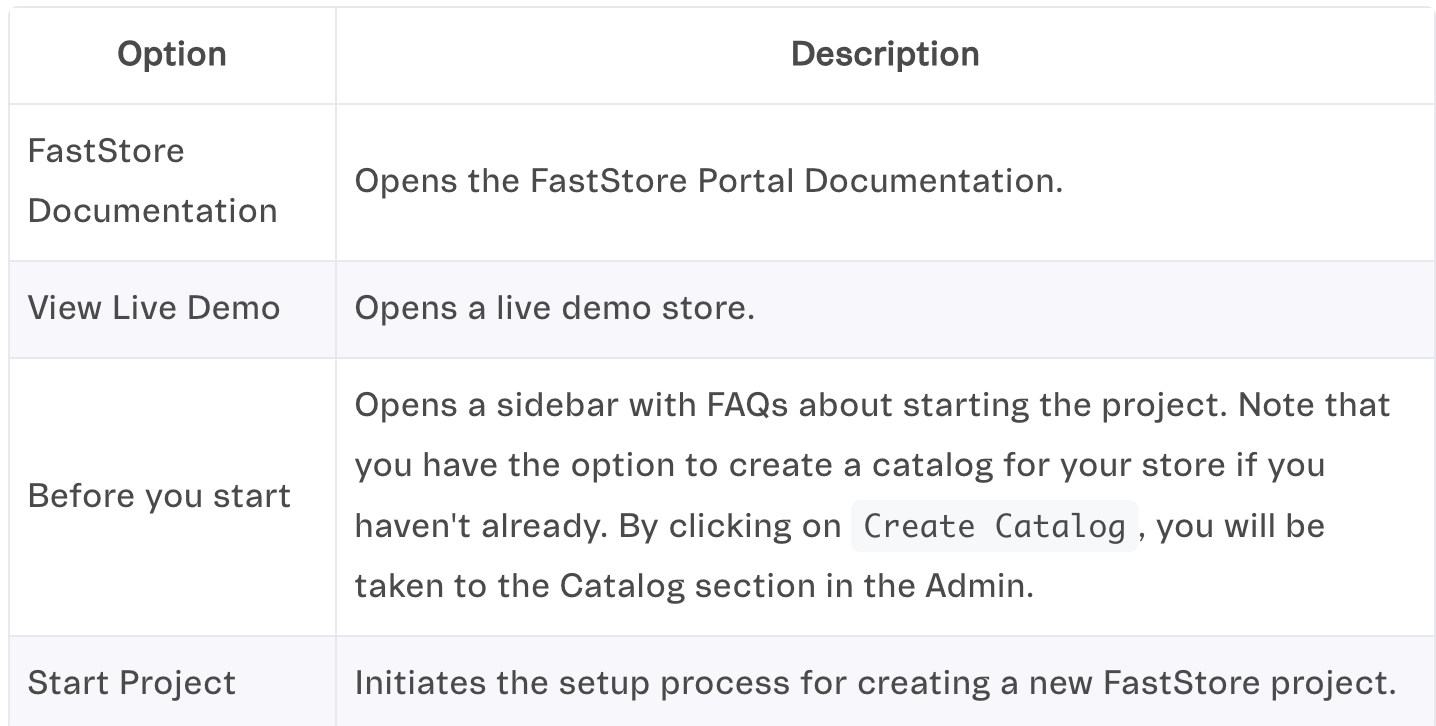 Option
Description
FastStore
Documentation
Opens the FastStore Portal Documentation.
View Live Demo
Opens a live demo store.
Before you start
Opens a sidebar with FAQs about starting the project. Note that
you have the option to create a catalog for your store if you
haven't already. By clicking on Create Catalog, you will be
taken to the Catalog section in the Admin.
Start Project
Initiates the setup process for creating a new FastStore project.